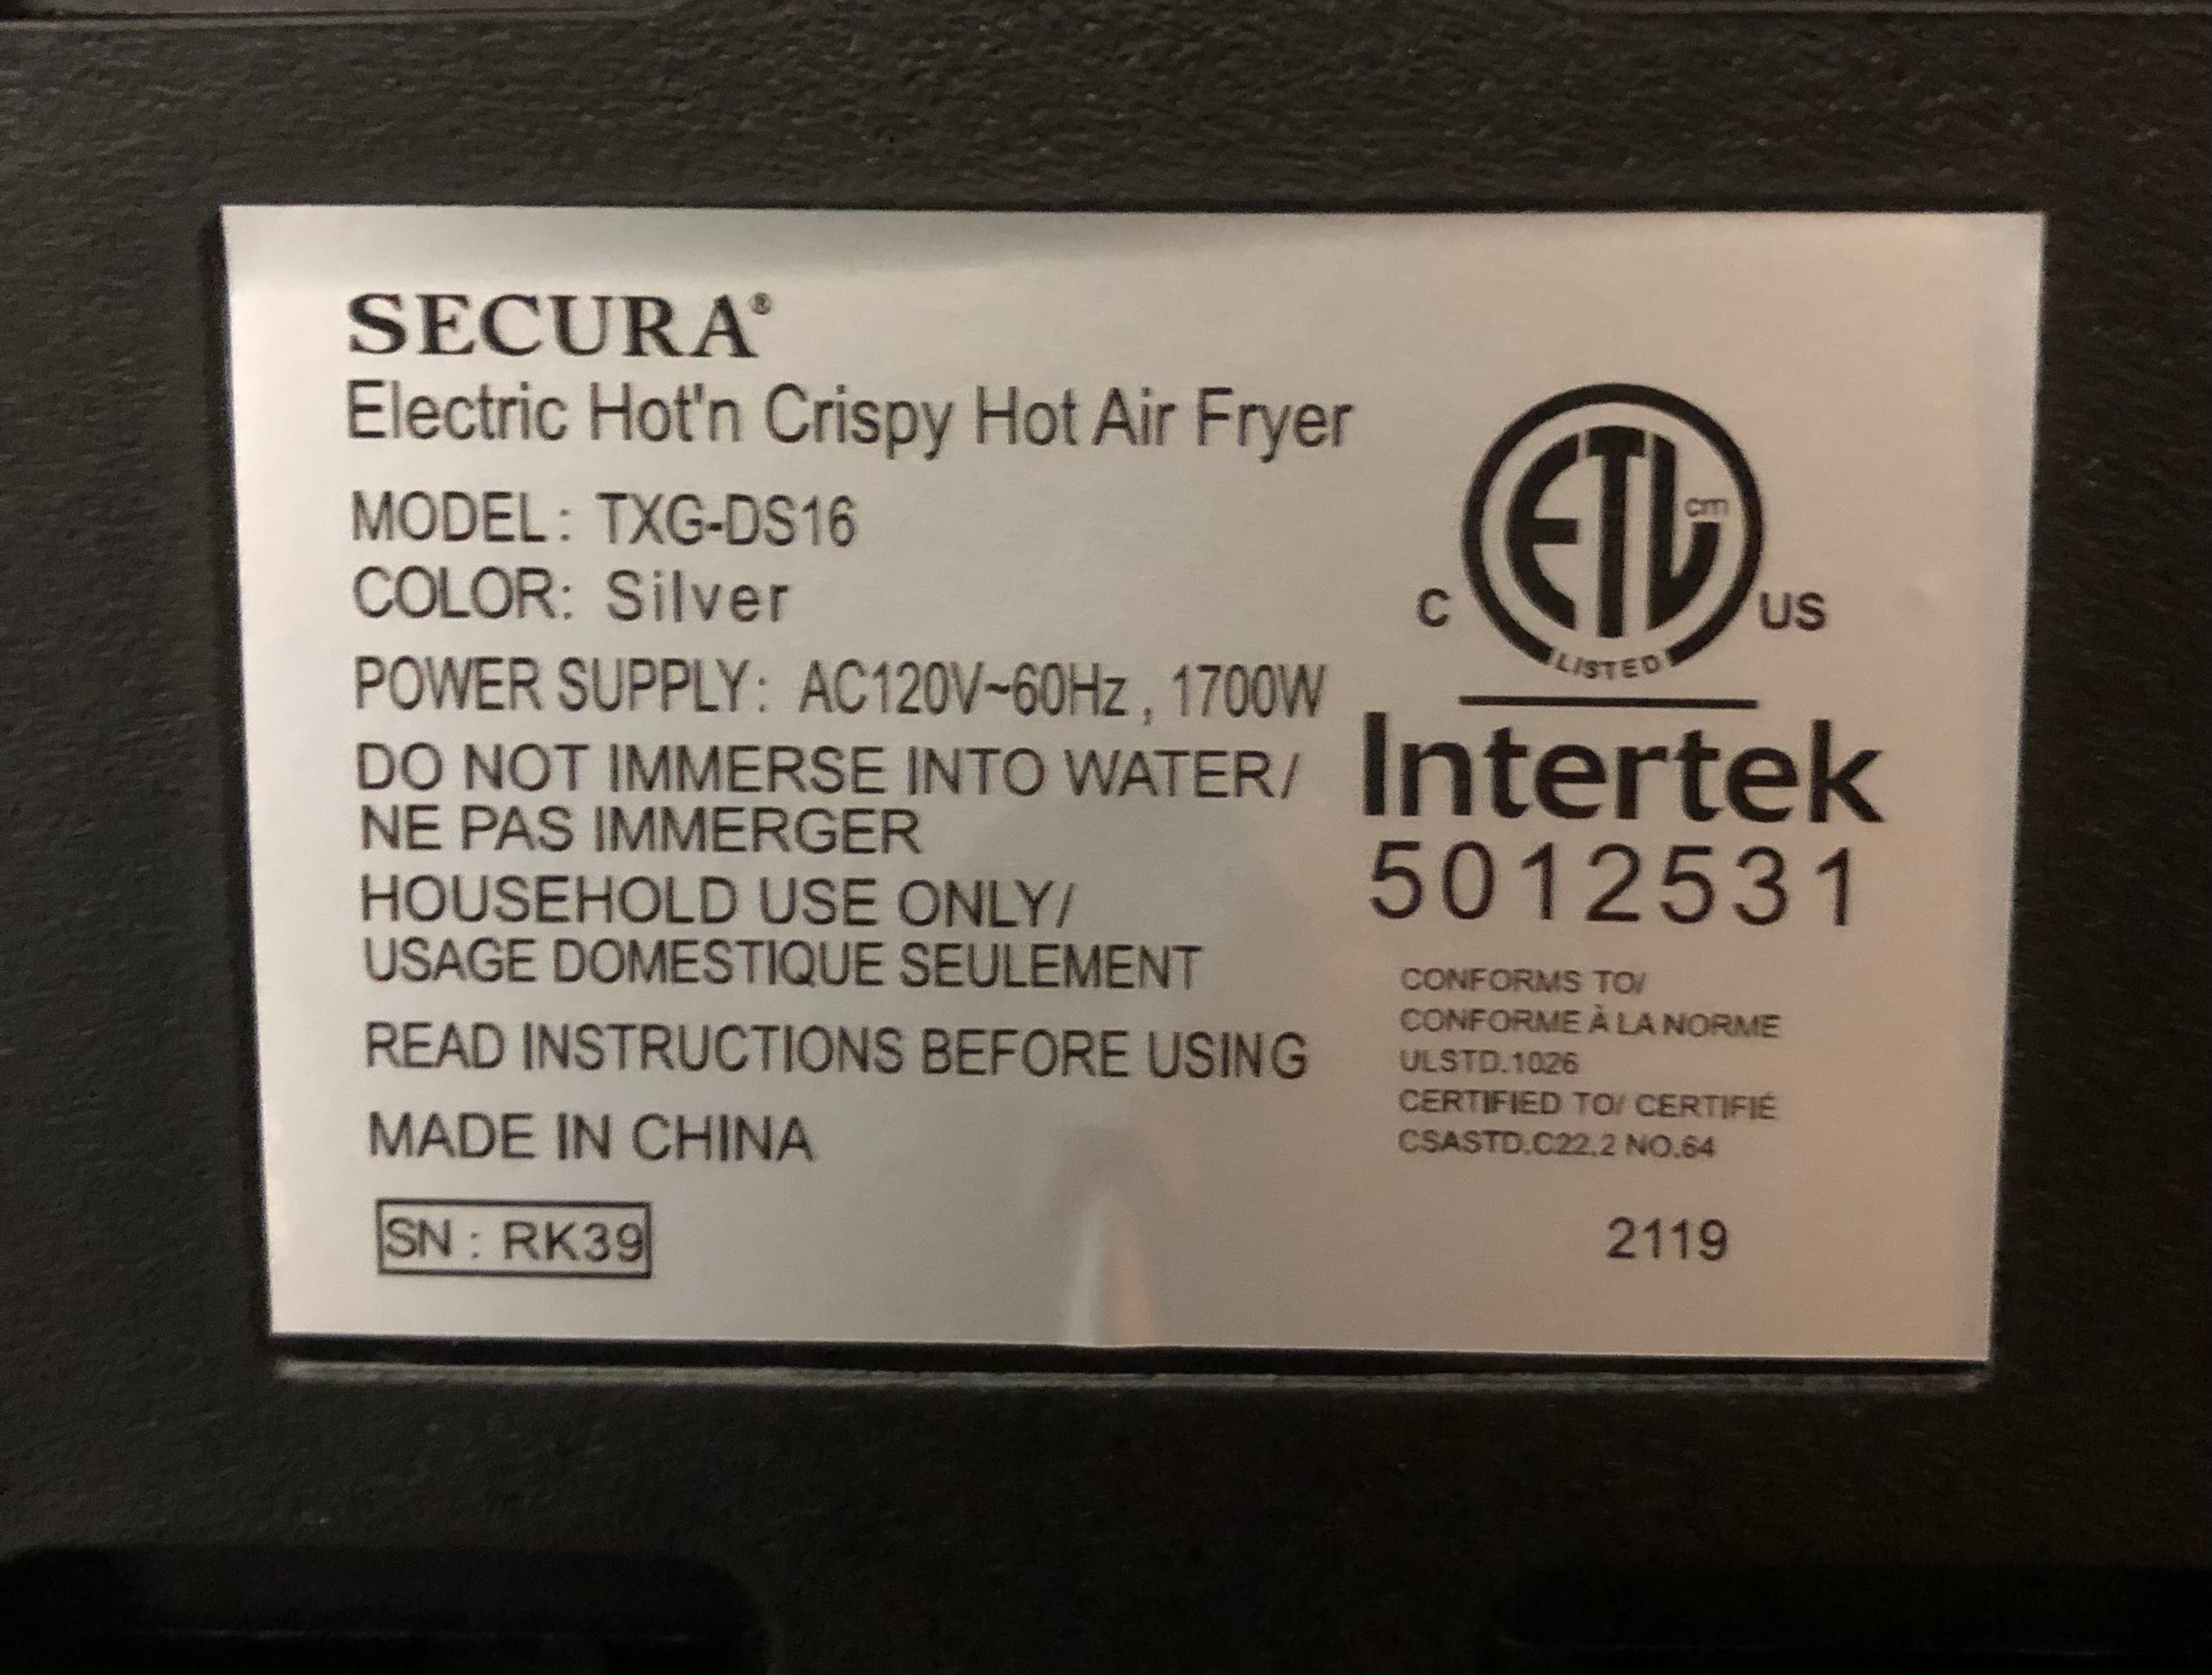 SECURA®
Electric Hot'n Crispy Hot Air Fryer
MODEL: TXG-DS16
COLOR: Silver
POWER SUPPLY: AC120V~60Hz, 1700W
DO NOT IMMERSE INTO WATER/
NE PAS IMMERGER
HOUSEHOLD USE ONLY/
USAGE DOMESTIQUE SEULEMENT
READ INSTRUCTIONS BEFORE USING
MADE IN CHINA
SN: RK39
ETL cm
C US
LISTED
Intertek
5012531
CONFORMS TO/
CONFORME À LA NORME
ULSTD.1026
CERTIFIED TO/ CERTIFIÉ
CSASTD.C22.2 NO.64
2119